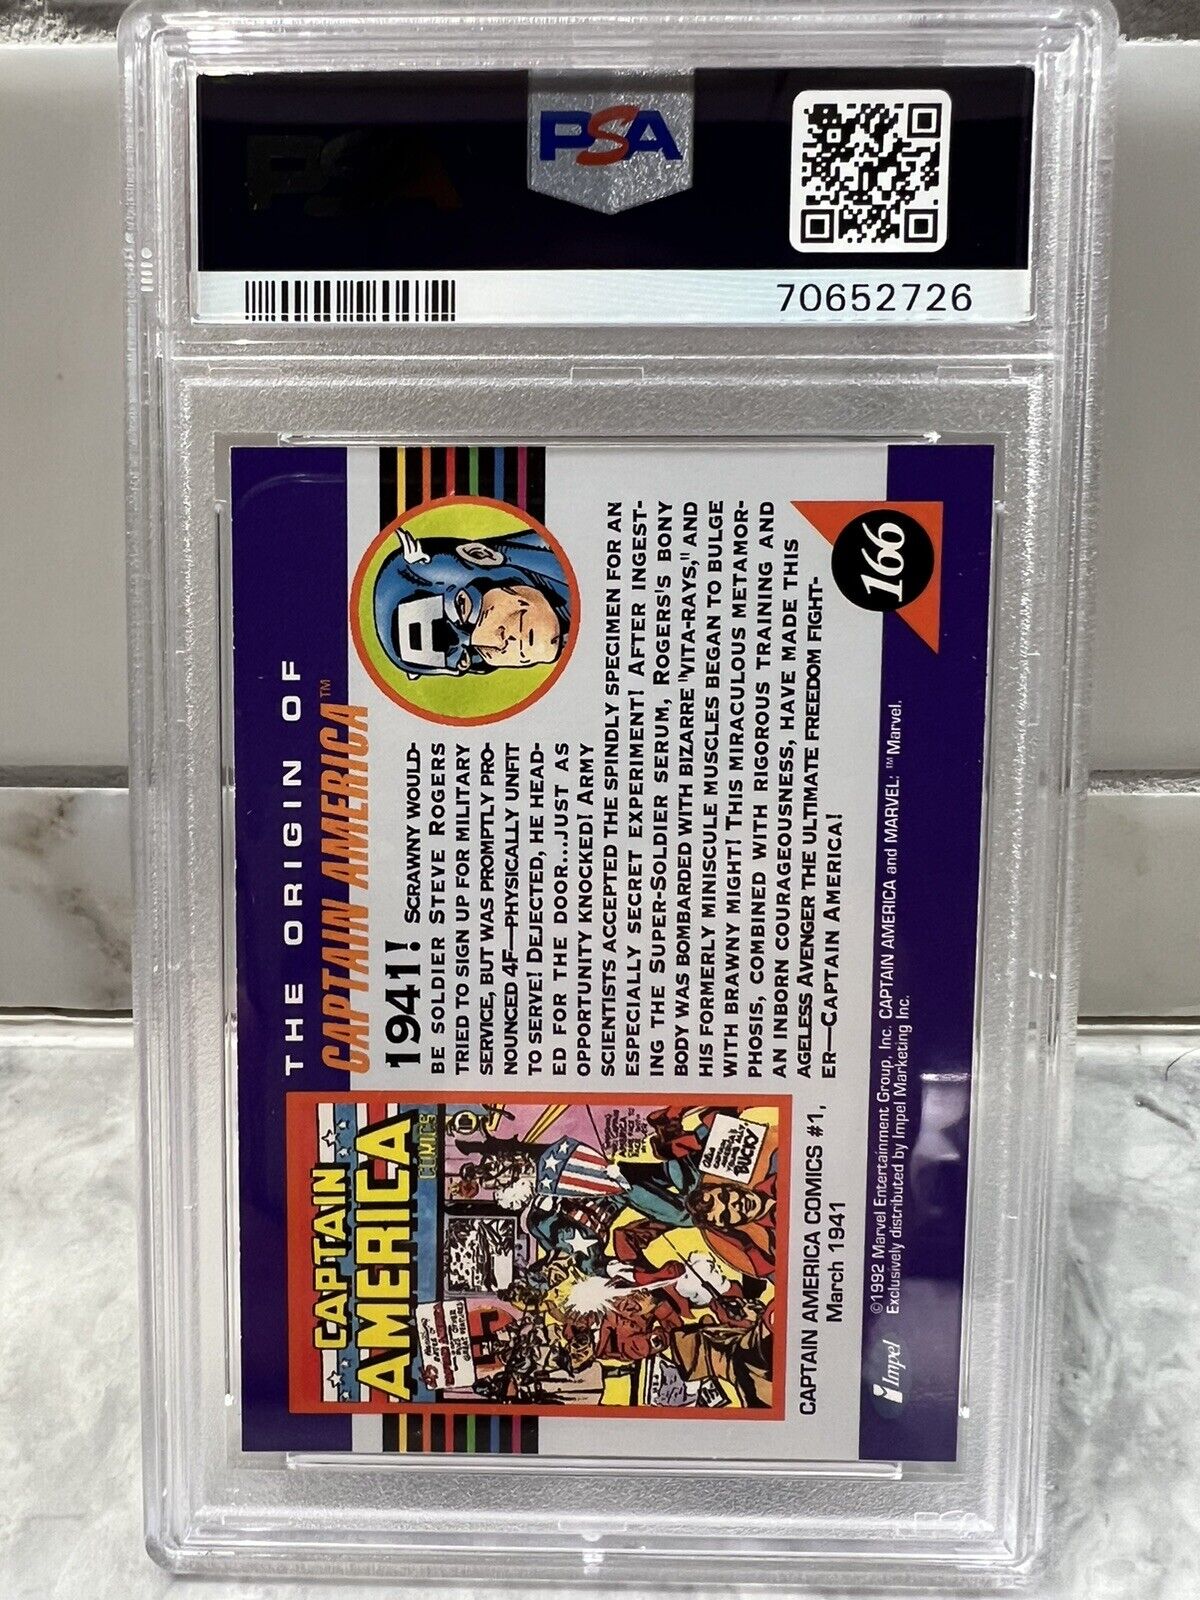 PSA
PSA
70652726
THE ORIGIN OF
CAPTAIN AMERICA™
1941! SCRAWNY WOULD-
BE SOLDIER STEVE ROGERS
TRIED TO SIGN UP FOR MILITARY
SERVICE, BUT WAS PROMPTLY PRO-
NOUNCED 4F—PHYSICALLY UNFIT
TO SERVE! DEJECTED, HE HEAD-
ED FOR THE DOOR...JUST AS
OPPORTUNITY KNOCKED! ARMY
SCIENTISTS ACCEPTED THE SPINDLY SPECIMEN FOR AN
ESPECIALLY SECRET EXPERIMENT! AFTER INGEST-
ING THE SUPER-SOLDIER SERUM, ROGERS'S BONY
BODY WAS BOMBARDED WITH BIZARRE "VITA-RAYS," AND
HIS FORMERLY MINISCULE MUSCLES BEGAN TO BULGE
WITH BRAWNY MIGHT! THIS MIRACULOUS METAMOR-
PHOSIS, COMBINED WITH RIGOROUS TRAINING AND
AN INBORN COURAGEOUSNESS, HAVE MADE THIS
AGELESS AVENGER THE ULTIMATE FREEDOM FIGHT-
ER—CAPTAIN AMERICA!
166
A
CAPTAIN
AMERICA
COMICS
BUCKY
CAPTAIN AMERICA COMICS #1,
March 1941
Impel
©1992 Marvel Entertainment Group, Inc. CAPTAIN AMERICA and MARVEL: ™Marvel.
Exclusively distributed by Impel Marketing Inc.